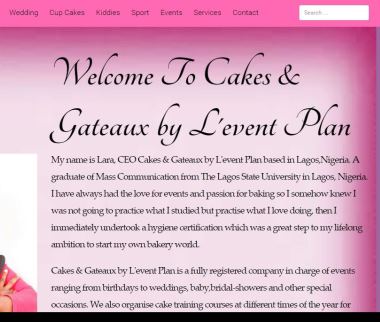 Wedding Cup Cakes Kiddies Sport Events Services Contact Search ...
Welcome To Cakes &
Gateaux by L'event Plan
My name is Lara, CEO Cakes & Gateaux by L'event Plan based in Lagos,Nigeria. A
graduate of Mass Communication from The Lagos State University in Lagos, Nigeria.
I have always had the love for events and passion for baking so I somehow knew I
was not going to practice what I studied but practise what I love doing, then I
immediately undertook a hygiene certification which was a great step to my lifelong
ambition to start my own bakery world.
Cakes & Gateaux by L'event Plan is a fully registered company in charge of events
ranging from birthdays to weddings, baby,bridal-showers and other special
occasions. We also organise cake training courses at different times of the year for